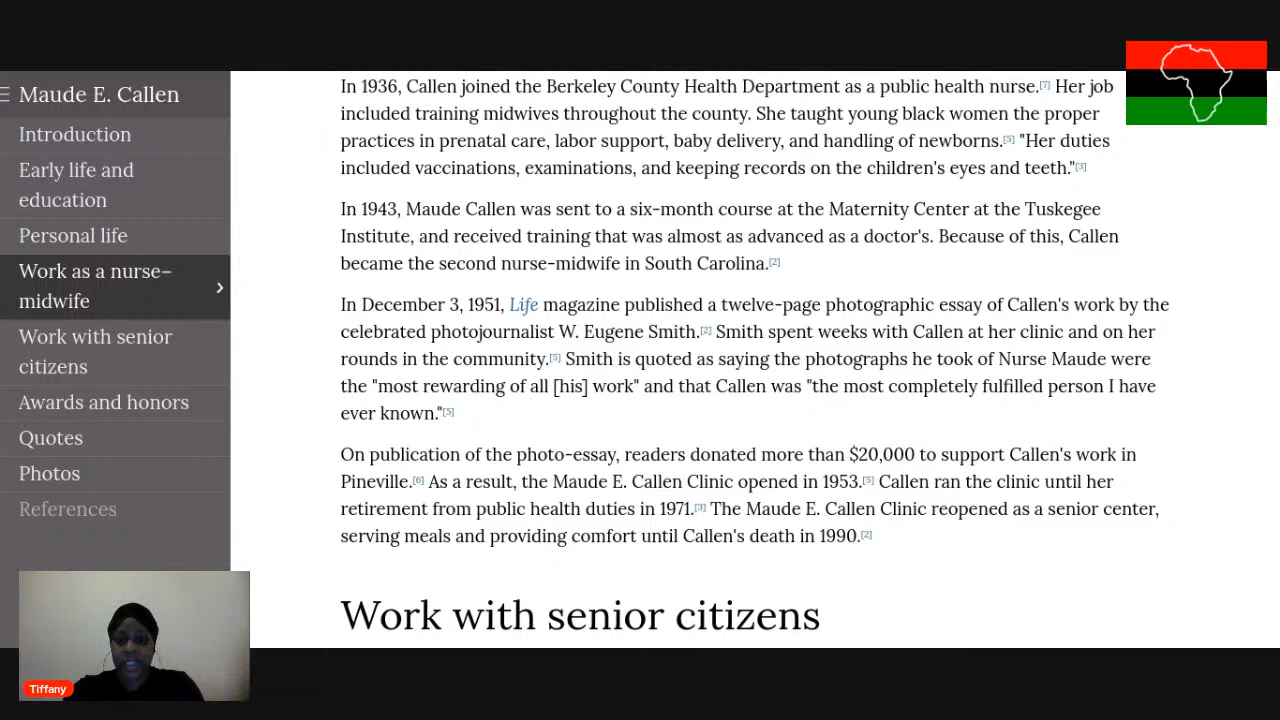 Maude E. Callen
Introduction
Early life and
education
Personal life
Work as a nurse–
midwife
Work with senior
citizens
Awards and honors
Quotes
Photos
References
In 1936, Callen joined the Berkeley County Health Department as a public health nurse.[7] Her job
included training midwives throughout the county. She taught young black women the proper
practices in prenatal care, labor support, baby delivery, and handling of newborns.[5] "Her duties
included vaccinations, examinations, and keeping records on the children's eyes and teeth."[3]
In 1943, Maude Callen was sent to a six-month course at the Maternity Center at the Tuskegee
Institute, and received training that was almost as advanced as a doctor's. Because of this, Callen
became the second nurse-midwife in South Carolina.[2]
In December 3, 1951, Life magazine published a twelve-page photographic essay of Callen's work by the
celebrated photojournalist W. Eugene Smith.[2] Smith spent weeks with Callen at her clinic and on her
rounds in the community.[5] Smith is quoted as saying the photographs he took of Nurse Maude were
the "most rewarding of all [his] work" and that Callen was "the most completely fulfilled person I have
ever known."[5]
On publication of the photo-essay, readers donated more than $20,000 to support Callen's work in
Pineville.[6] As a result, the Maude E. Callen Clinic opened in 1953.[5] Callen ran the clinic until her
retirement from public health duties in 1971.[3] The Maude E. Callen Clinic reopened as a senior center,
serving meals and providing comfort until Callen's death in 1990.[2]
Work with senior citizens
Tiffany